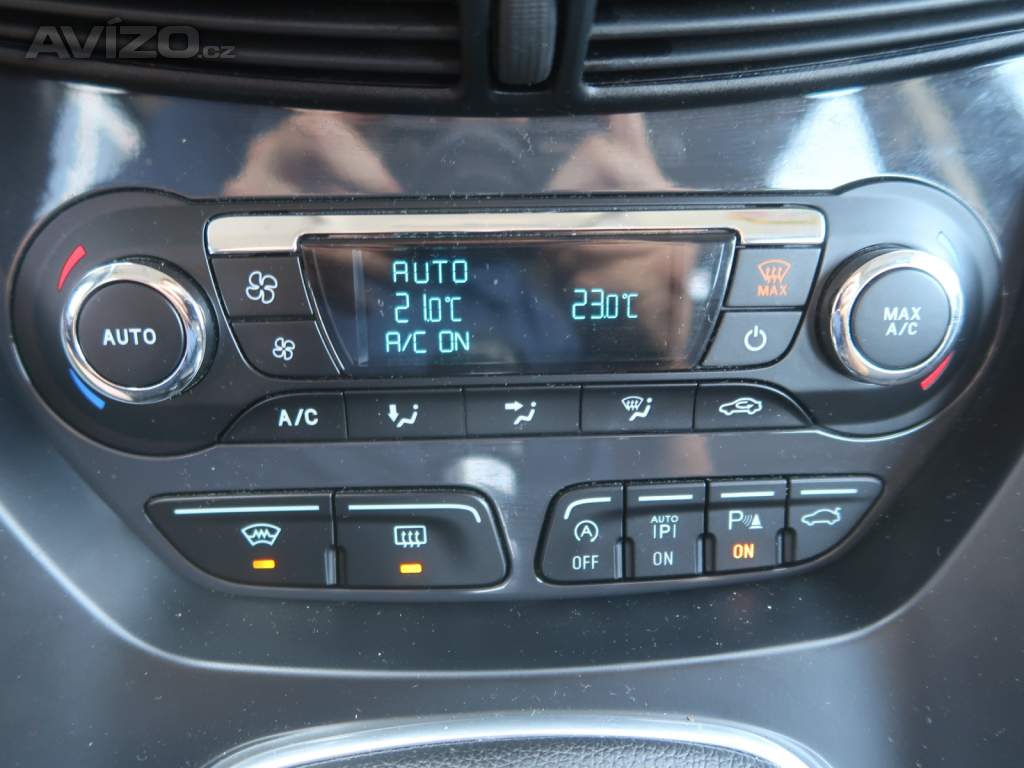 AVÍZO.cz
AUTO
21.0°C
23.0°C
A/C ON
MAX
AUTO
MAX
A/C
A/C
OFF
AUTO
P
ON
P
ON
A